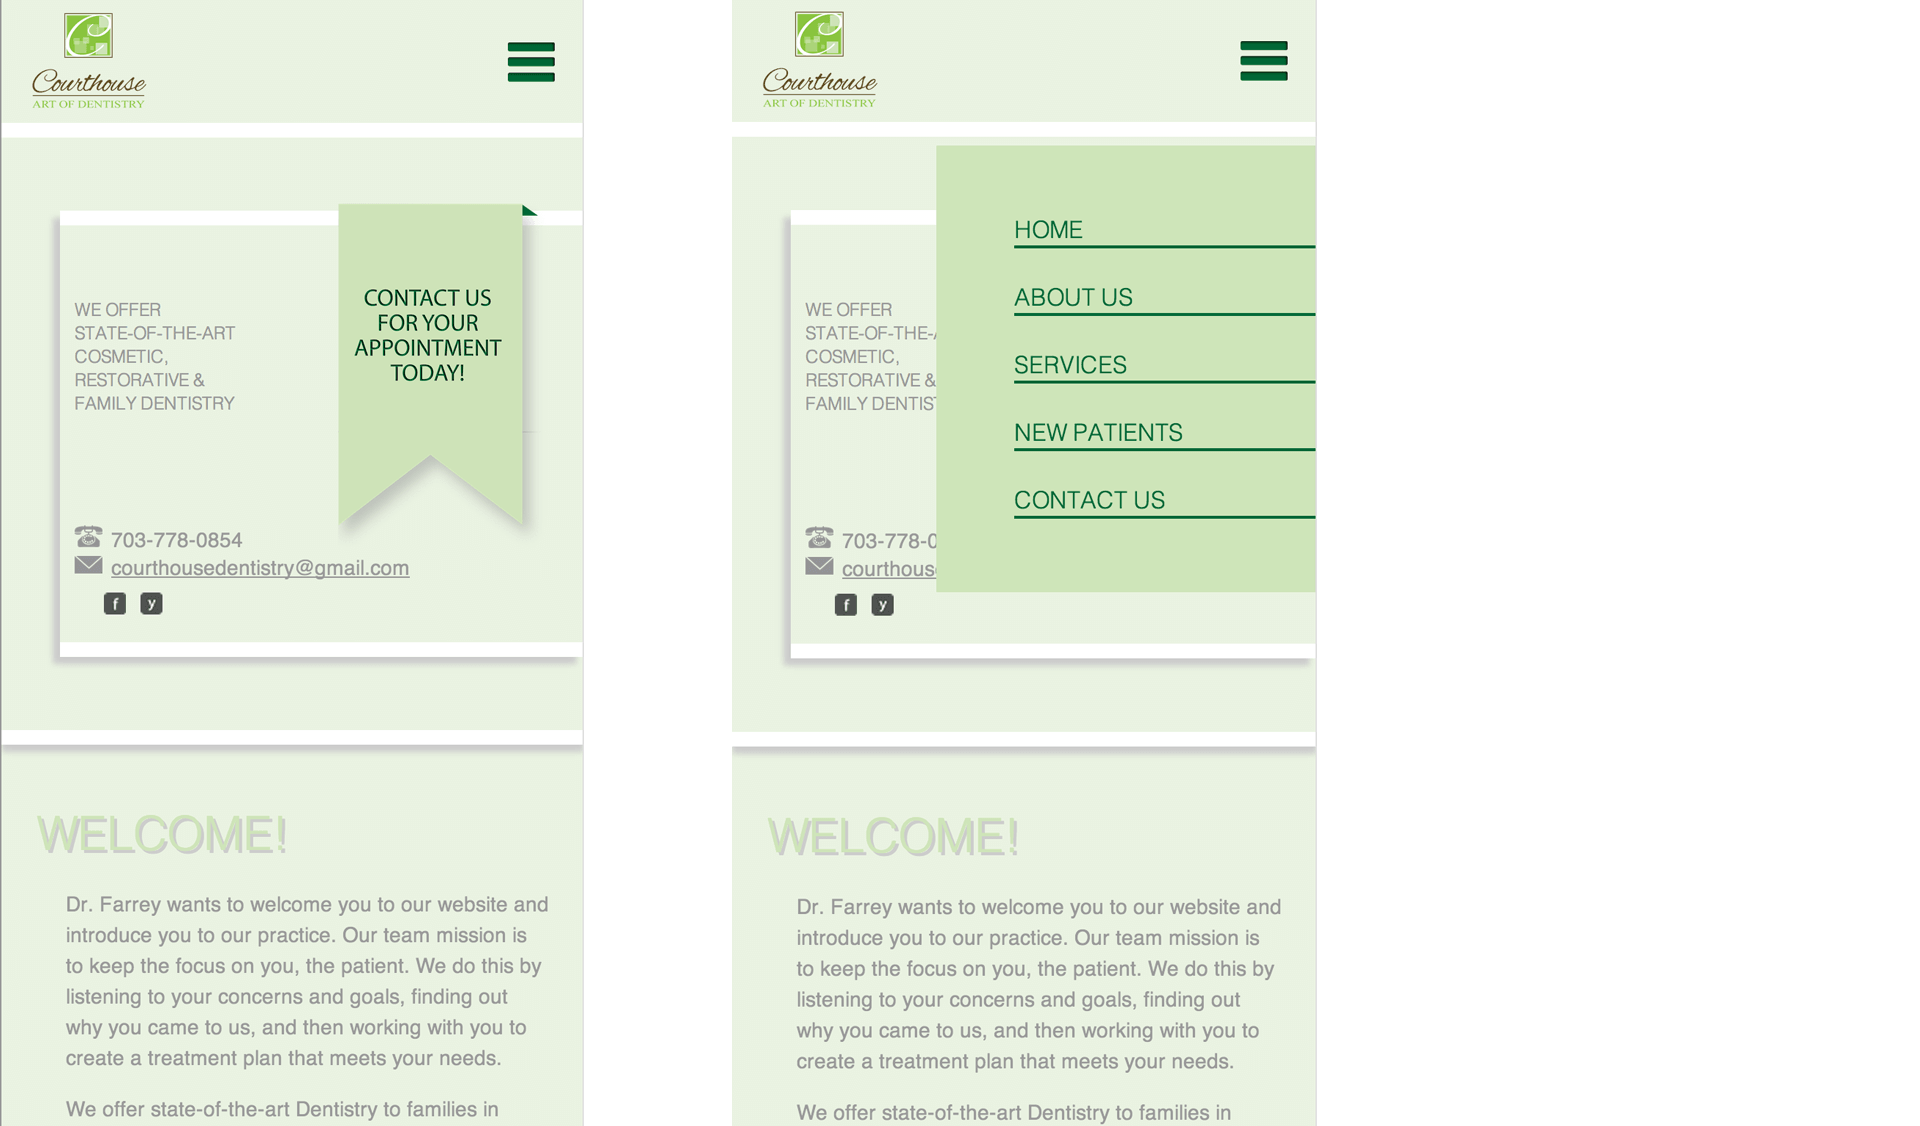 Courthouse
ART OF DENTISTRY
WE OFFER
STATE-OF-THE-ART
COSMETIC,
RESTORATIVE &
FAMILY DENTISTRY
CONTACT US
FOR YOUR
APPOINTMENT
TODAY!
703-778-0854
courthousedentistry@gmail.com
f y
WELCOME!
Dr. Farrey wants to welcome you to our website and
introduce you to our practice. Our team mission is
to keep the focus on you, the patient. We do this by
listening to your concerns and goals, finding out
why you came to us, and then working with you to
create a treatment plan that meets your needs.
We offer state-of-the-art Dentistry to families in
Courthouse
ART OF DENTISTRY
HOME
ABOUT US
SERVICES
NEW PATIENTS
CONTACT US
WE OFFER
STATE-OF-THE-
COSMETIC,
RESTORATIVE &
FAMILY DENTIS
703-778-0
courthous
f y
WELCOME!
Dr. Farrey wants to welcome you to our website and
introduce you to our practice. Our team mission is
to keep the focus on you, the patient. We do this by
listening to your concerns and goals, finding out
why you came to us, and then working with you to
create a treatment plan that meets your needs.
We offer state-of-the-art Dentistry to families in